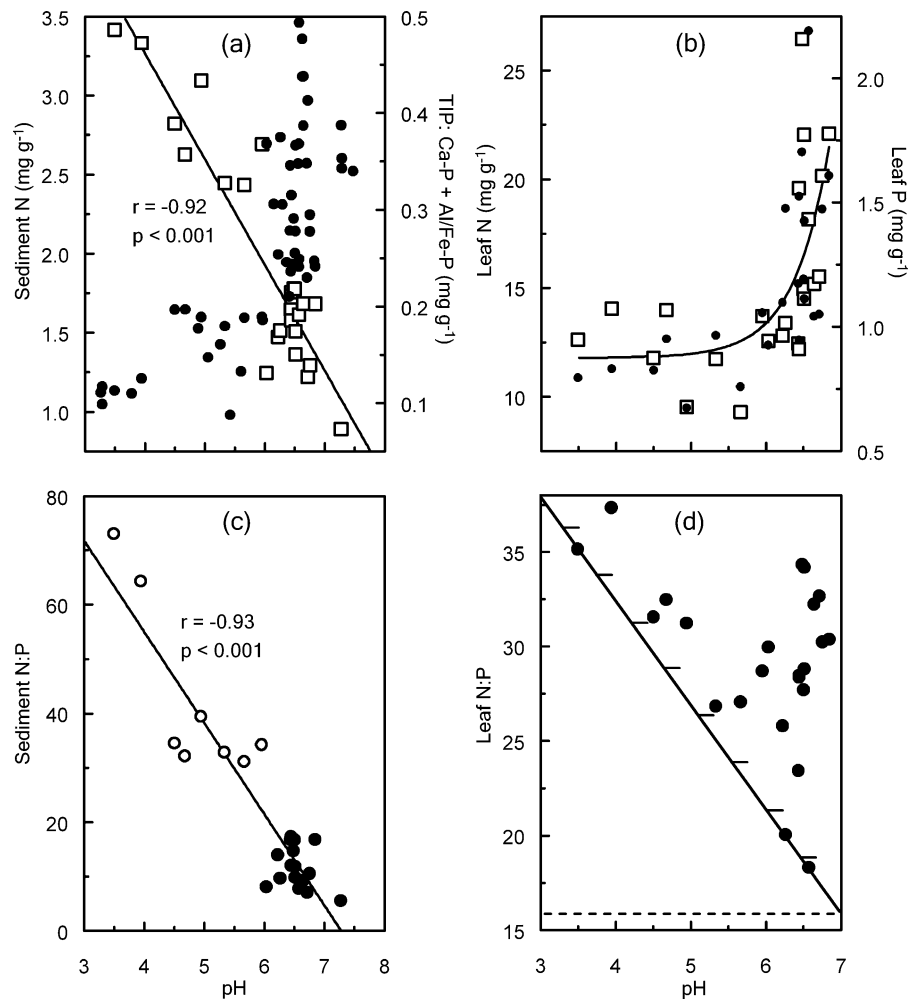 (a)
3.5
3.0
2.5
2.0
1.5
1.0
Sediment N (mg g⁻¹)
0.5
0.4
0.3
0.2
0.1
TIP: Ca-P + Al/Fe-P (mg g⁻¹)
r = -0.92
p < 0.001
(b)
25
20
15
10
Leaf N (mg g⁻¹)
2.0
1.5
1.0
0.5
Leaf P (mg g⁻¹)
(c)
80
60
40
20
0
Sediment N:P
r = -0.93
p < 0.001
3 4 5 6 7 8
pH
(d)
35
30
25
20
15
Leaf N:P
3 4 5 6 7
pH